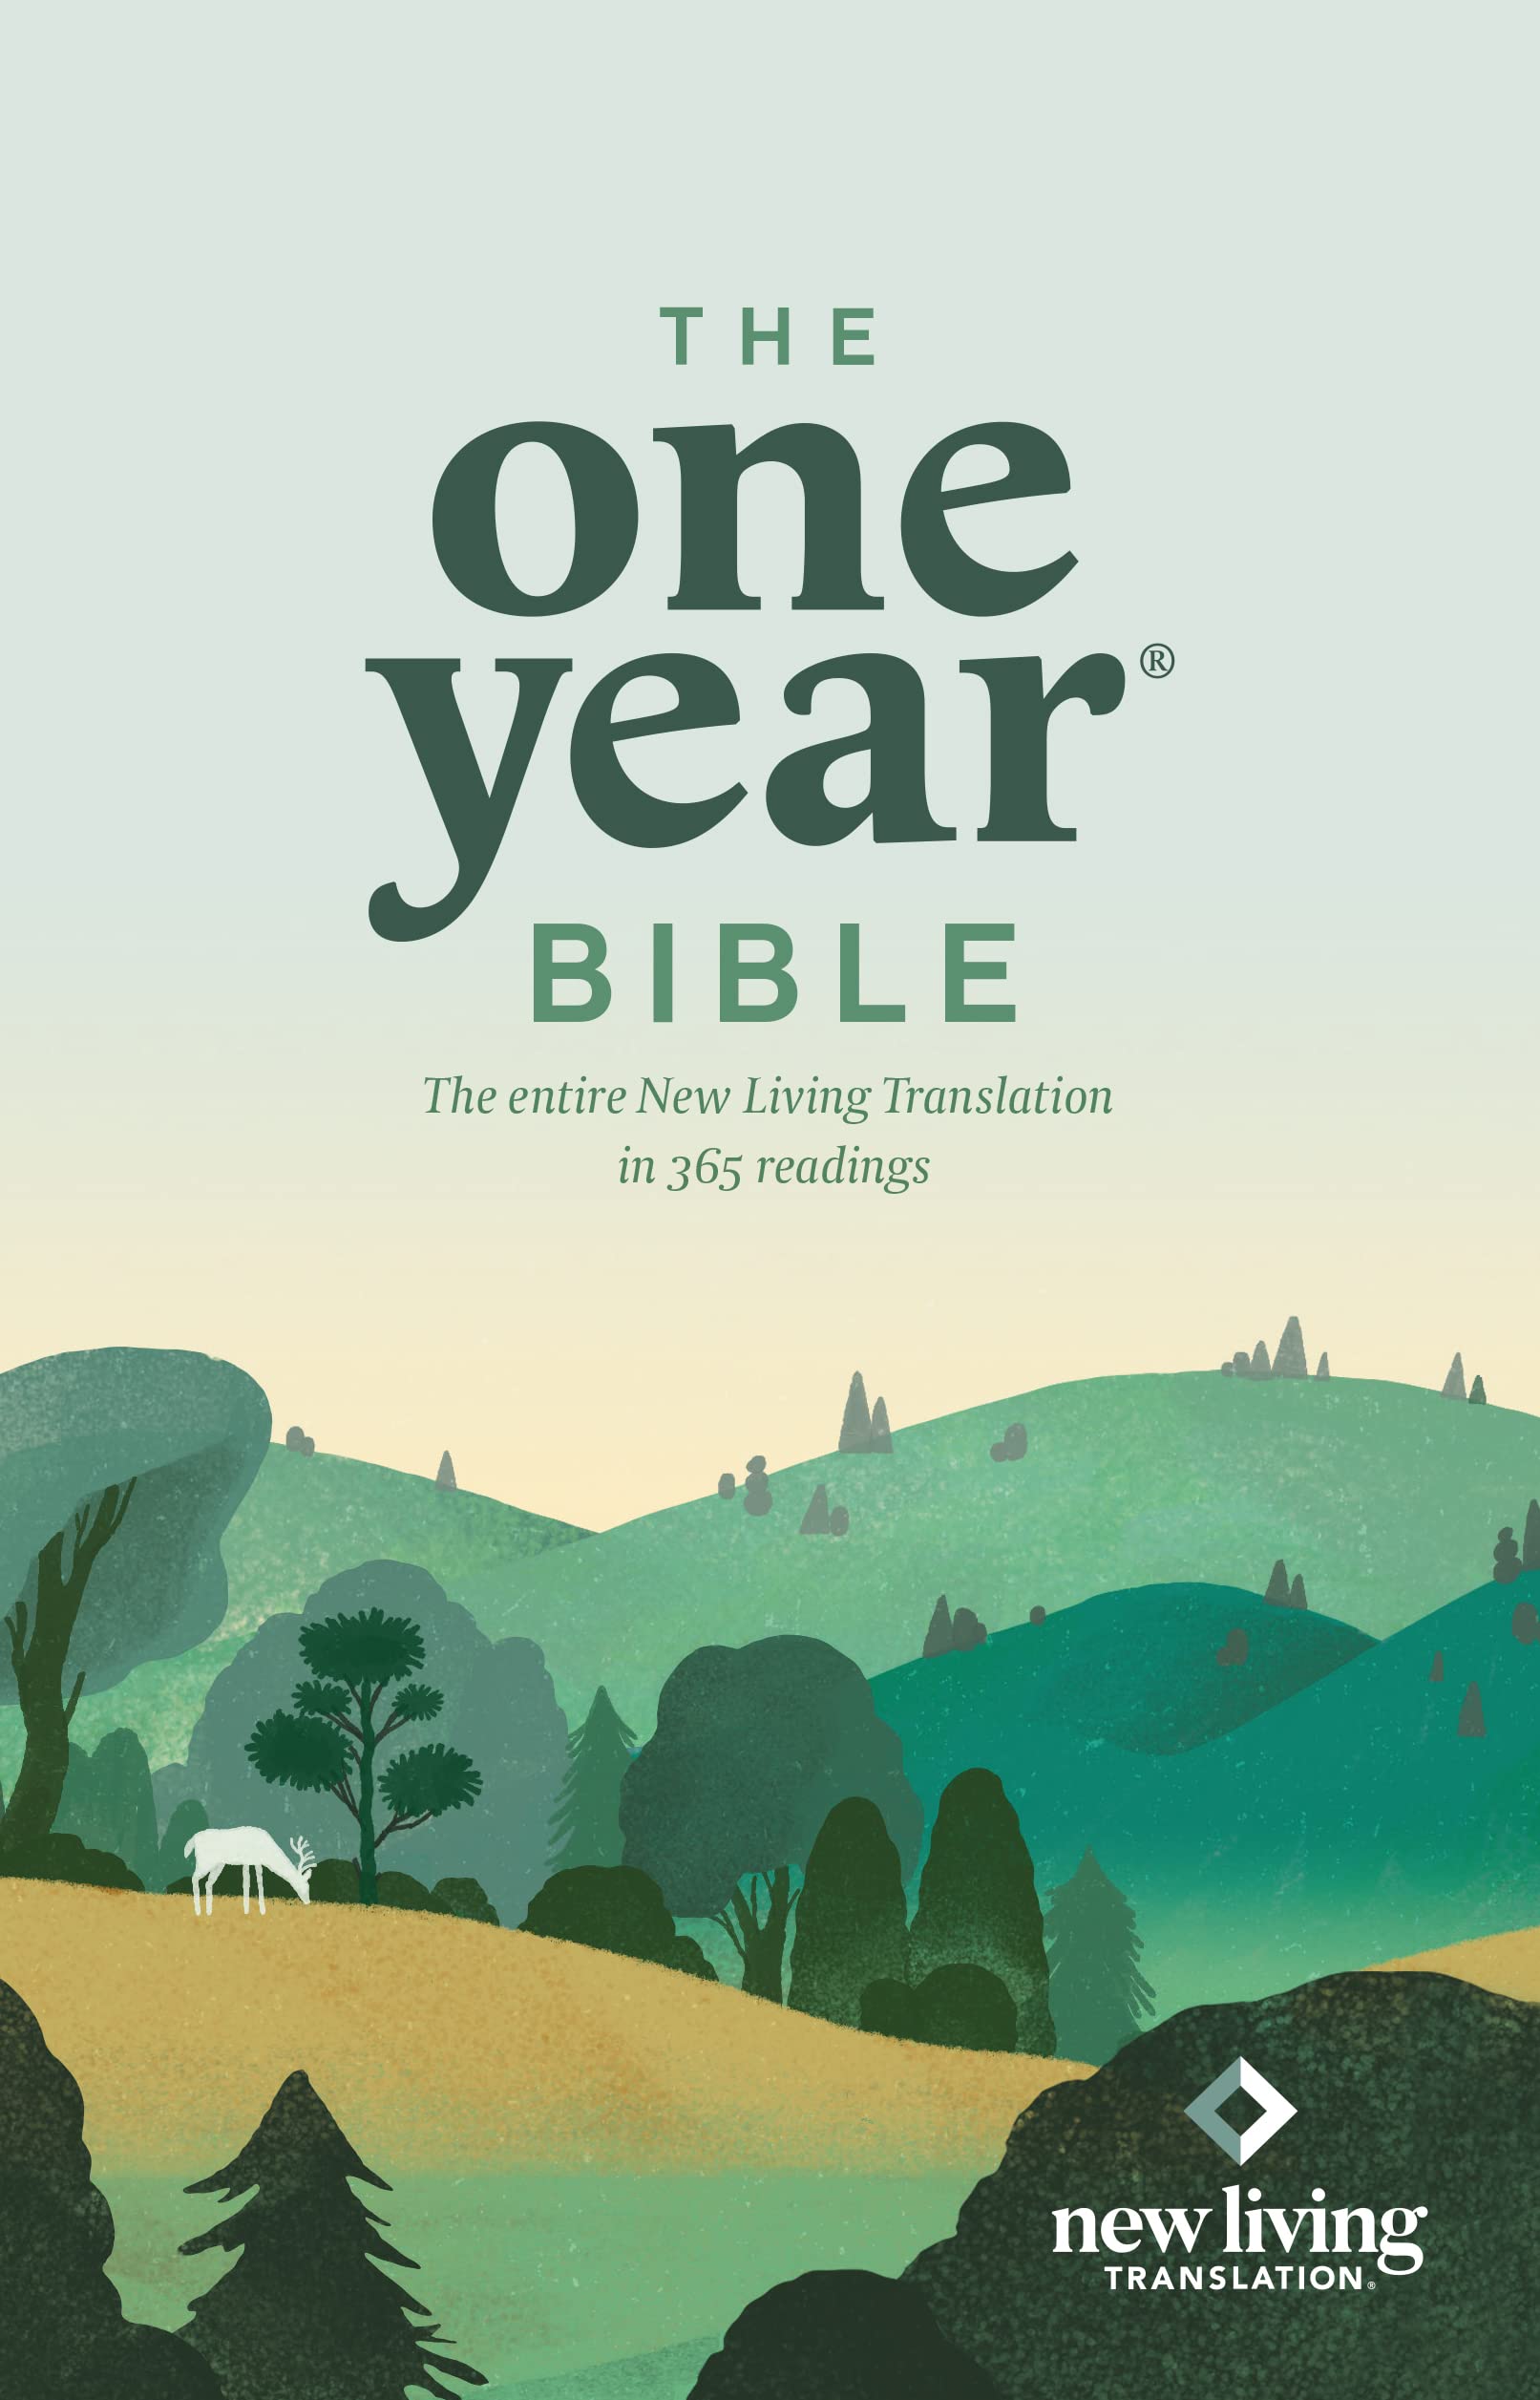 THE
one
year®
BIBLE
The entire New Living Translation
in 365 readings
new living
TRANSLATION®